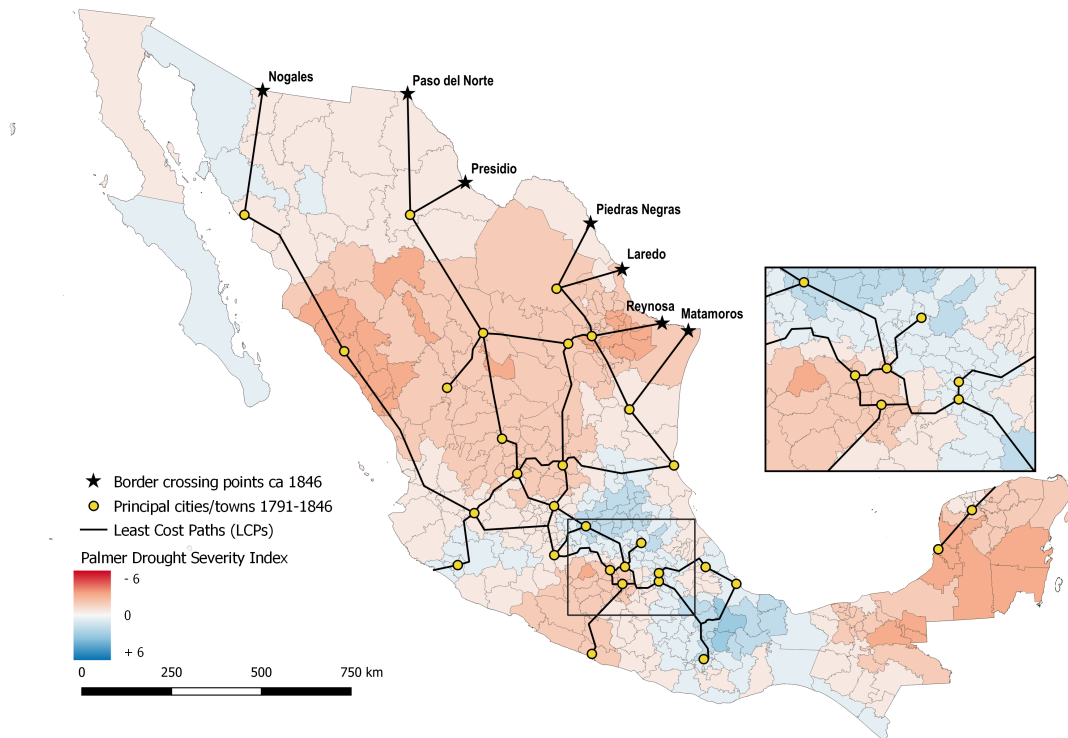 Nogales
Paso del Norte
Presidio
Piedras Negras
Laredo
Reynosa
Matamoros
Border crossing points ca 1846
Principal cities/towns 1791-1846
Least Cost Paths (LCPs)
Palmer Drought Severity Index
- 6
0
+ 6
0 250 500 750 km